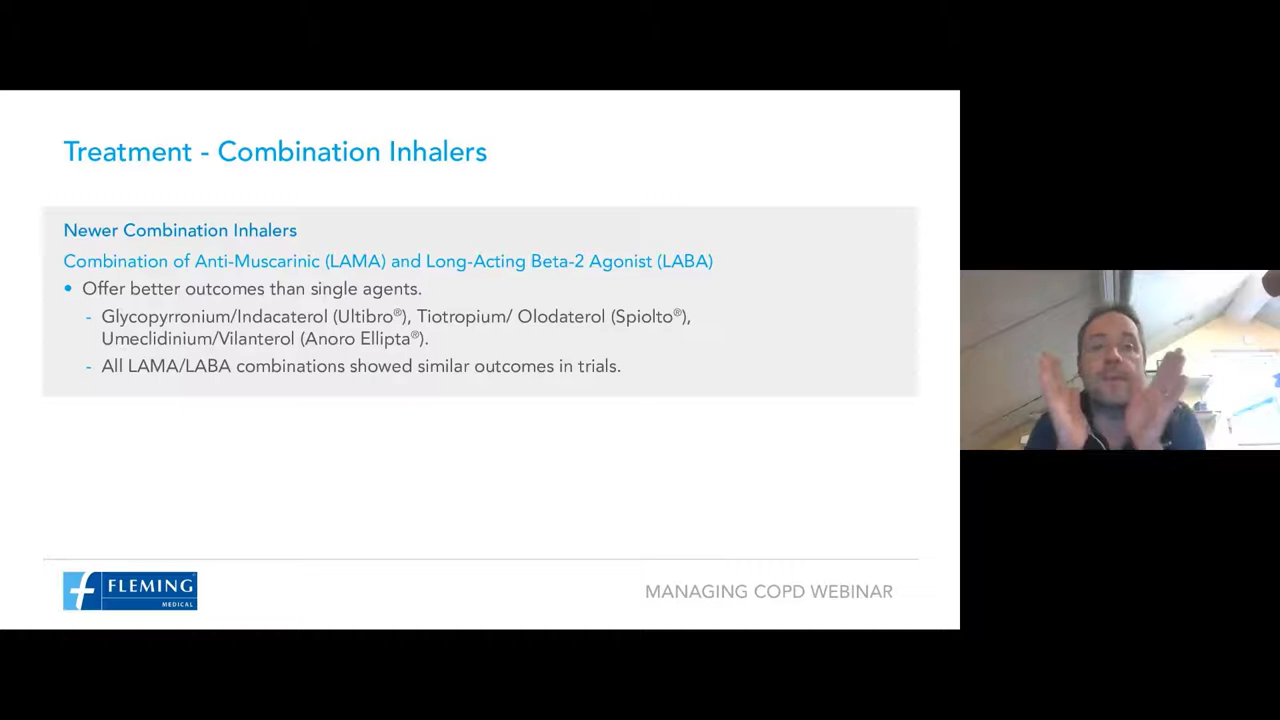 Treatment - Combination Inhalers
Newer Combination Inhalers
Combination of Anti-Muscarinic (LAMA) and Long-Acting Beta-2 Agonist (LABA)
• Offer better outcomes than single agents.
- Glycopyrronium/Indacaterol (Ultibro®), Tiotropium/ Olodaterol (Spiolto®),
Umeclidinium/Vilanterol (Anoro Ellipta®).
- All LAMA/LABA combinations showed similar outcomes in trials.
f FLEMING
MEDICAL
MANAGING COPD WEBINAR